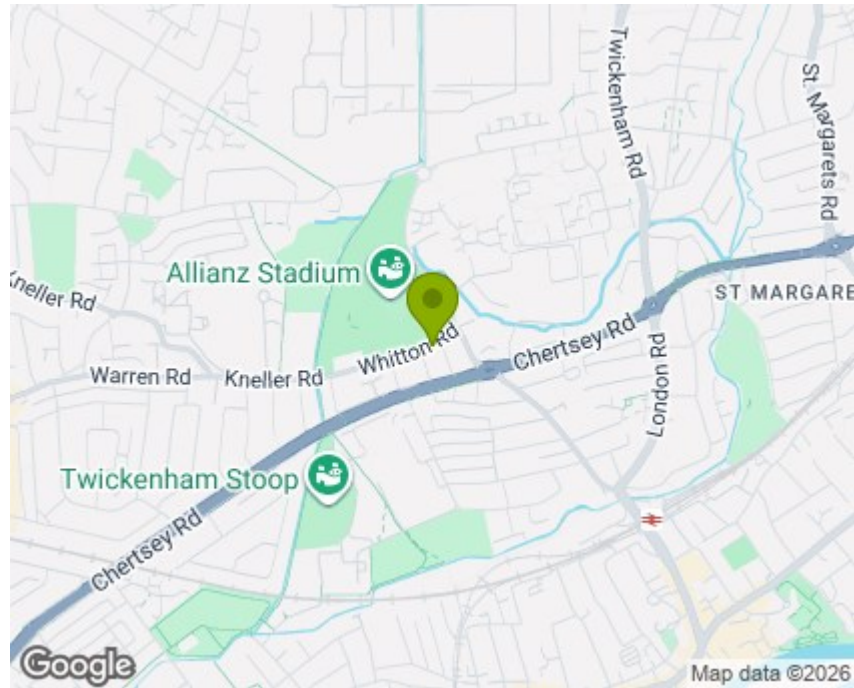 Twickenham Rd
St. Margarets Rd
Allianz Stadium
Kneller Rd
ST MARGARE
Whitton Rd
Chertsey Rd
Warren Rd
Kneller Rd
London Rd
Twickenham Stoop
Chertsey Rd
Google
Map data ©2026